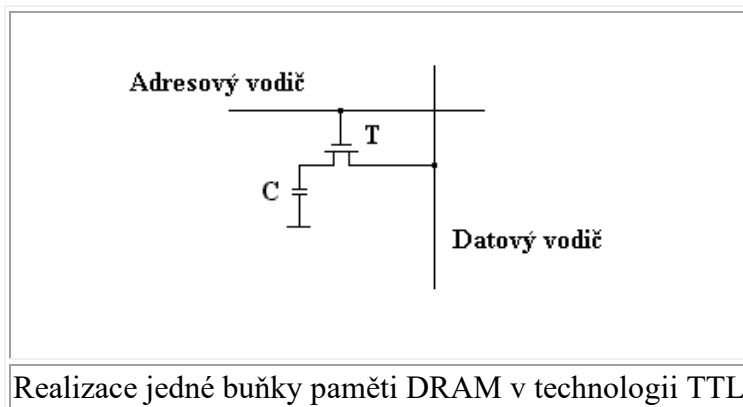 Adresový vodič
T
C
Datový vodič
Realizace jedné buňky paměti DRAM v technologii TTL